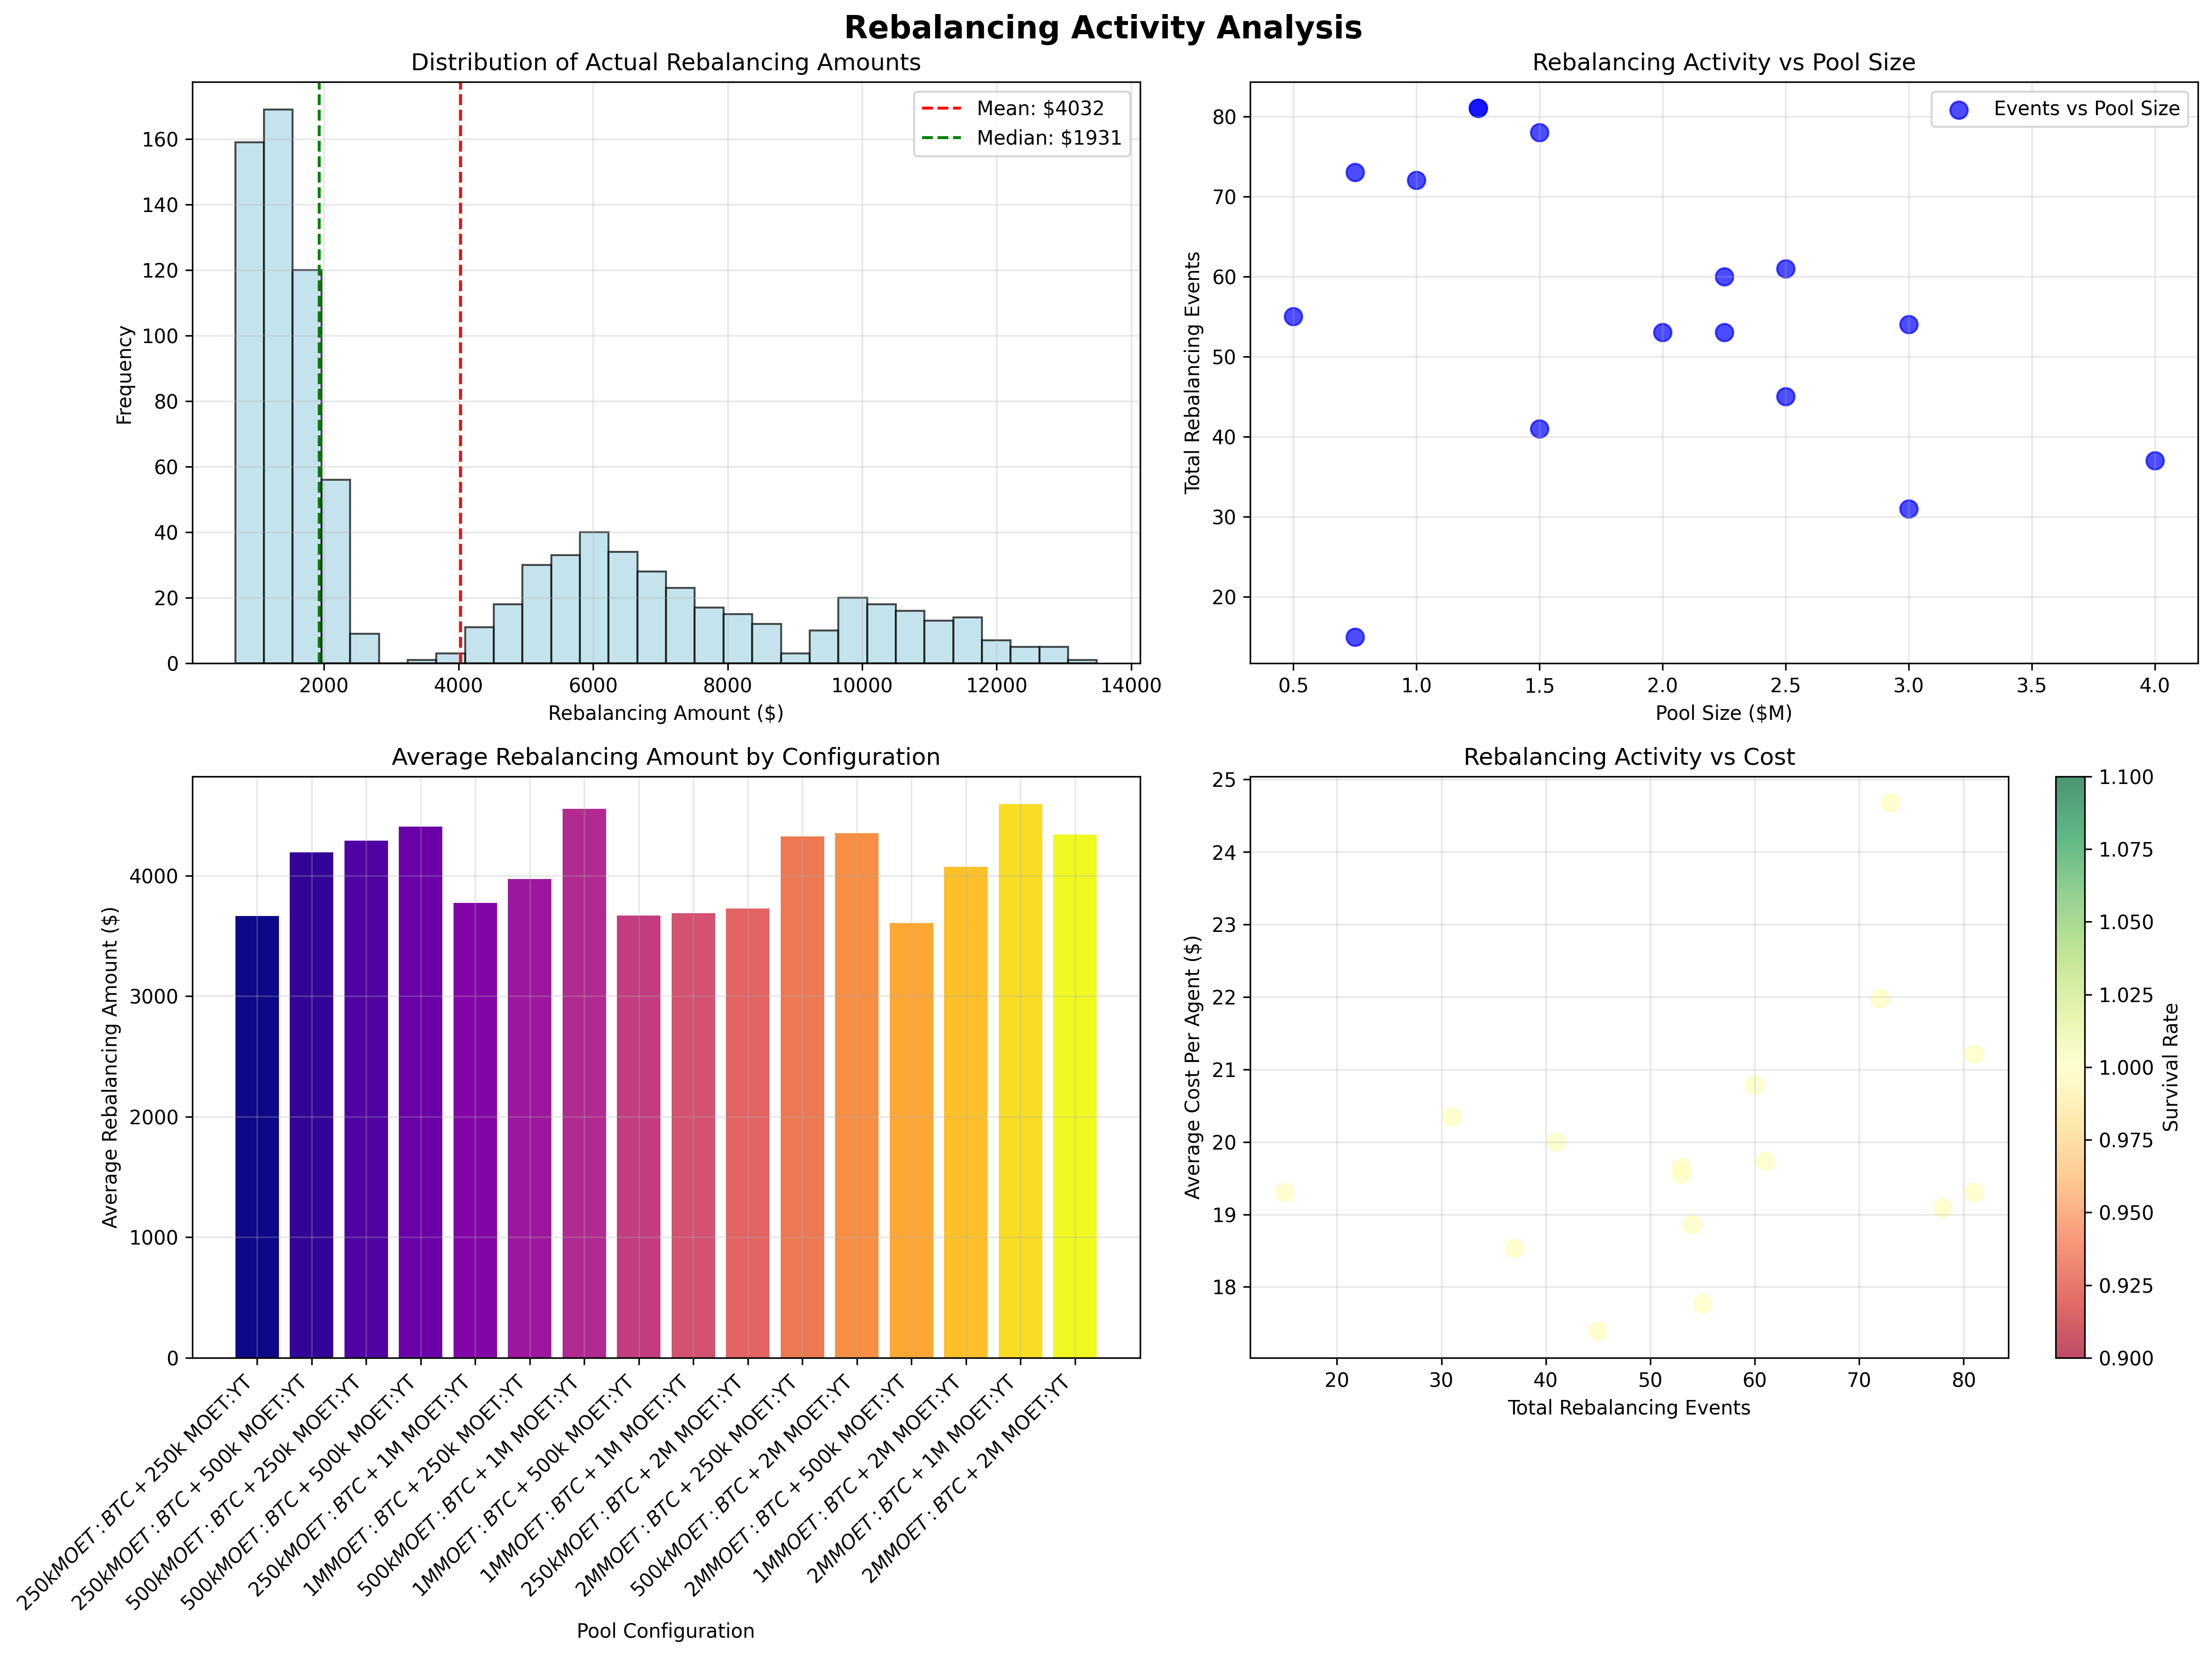 Rebalancing Activity Analysis
Distribution of Actual Rebalancing Amounts
Mean: $4032
Median: $1931
Frequency
160
140
120
100
80
60
40
20
0
2000 4000 6000 8000 10000 12000 14000
Rebalancing Amount ($)
Rebalancing Activity vs Pool Size
Events vs Pool Size
Total Rebalancing Events
80
70
60
50
40
30
20
0.5 1.0 1.5 2.0 2.5 3.0 3.5 4.0
Pool Size ($M)
Average Rebalancing Amount by Configuration
Average Rebalancing Amount ($)
4000
3000
2000
1000
0
250kMOET:BTC+250k MOET:YT
250kMOET:BTC+500k MOET:YT
500kMOET:BTC+250k MOET:YT
500kMOET:BTC+500k MOET:YT
250kMOET:BTC+1M MOET:YT
1MMOET:BTC+250k MOET:YT
500kMOET:BTC+1M MOET:YT
1MMOET:BTC+500k MOET:YT
1MMOET:BTC+1M MOET:YT
250kMOET:BTC+2M MOET:YT
2MMOET:BTC+250k MOET:YT
500kMOET:BTC+2M MOET:YT
2MMOET:BTC+500k MOET:YT
1MMOET:BTC+2M MOET:YT
2MMOET:BTC+1M MOET:YT
2MMOET:BTC+2M MOET:YT
Pool Configuration
Rebalancing Activity vs Cost
Average Cost Per Agent ($)
25
24
23
22
21
20
19
18
20 30 40 50 60 70 80
Total Rebalancing Events
1.100
1.075
1.050
1.025
1.000
0.975
0.950
0.925
0.900
Survival Rate